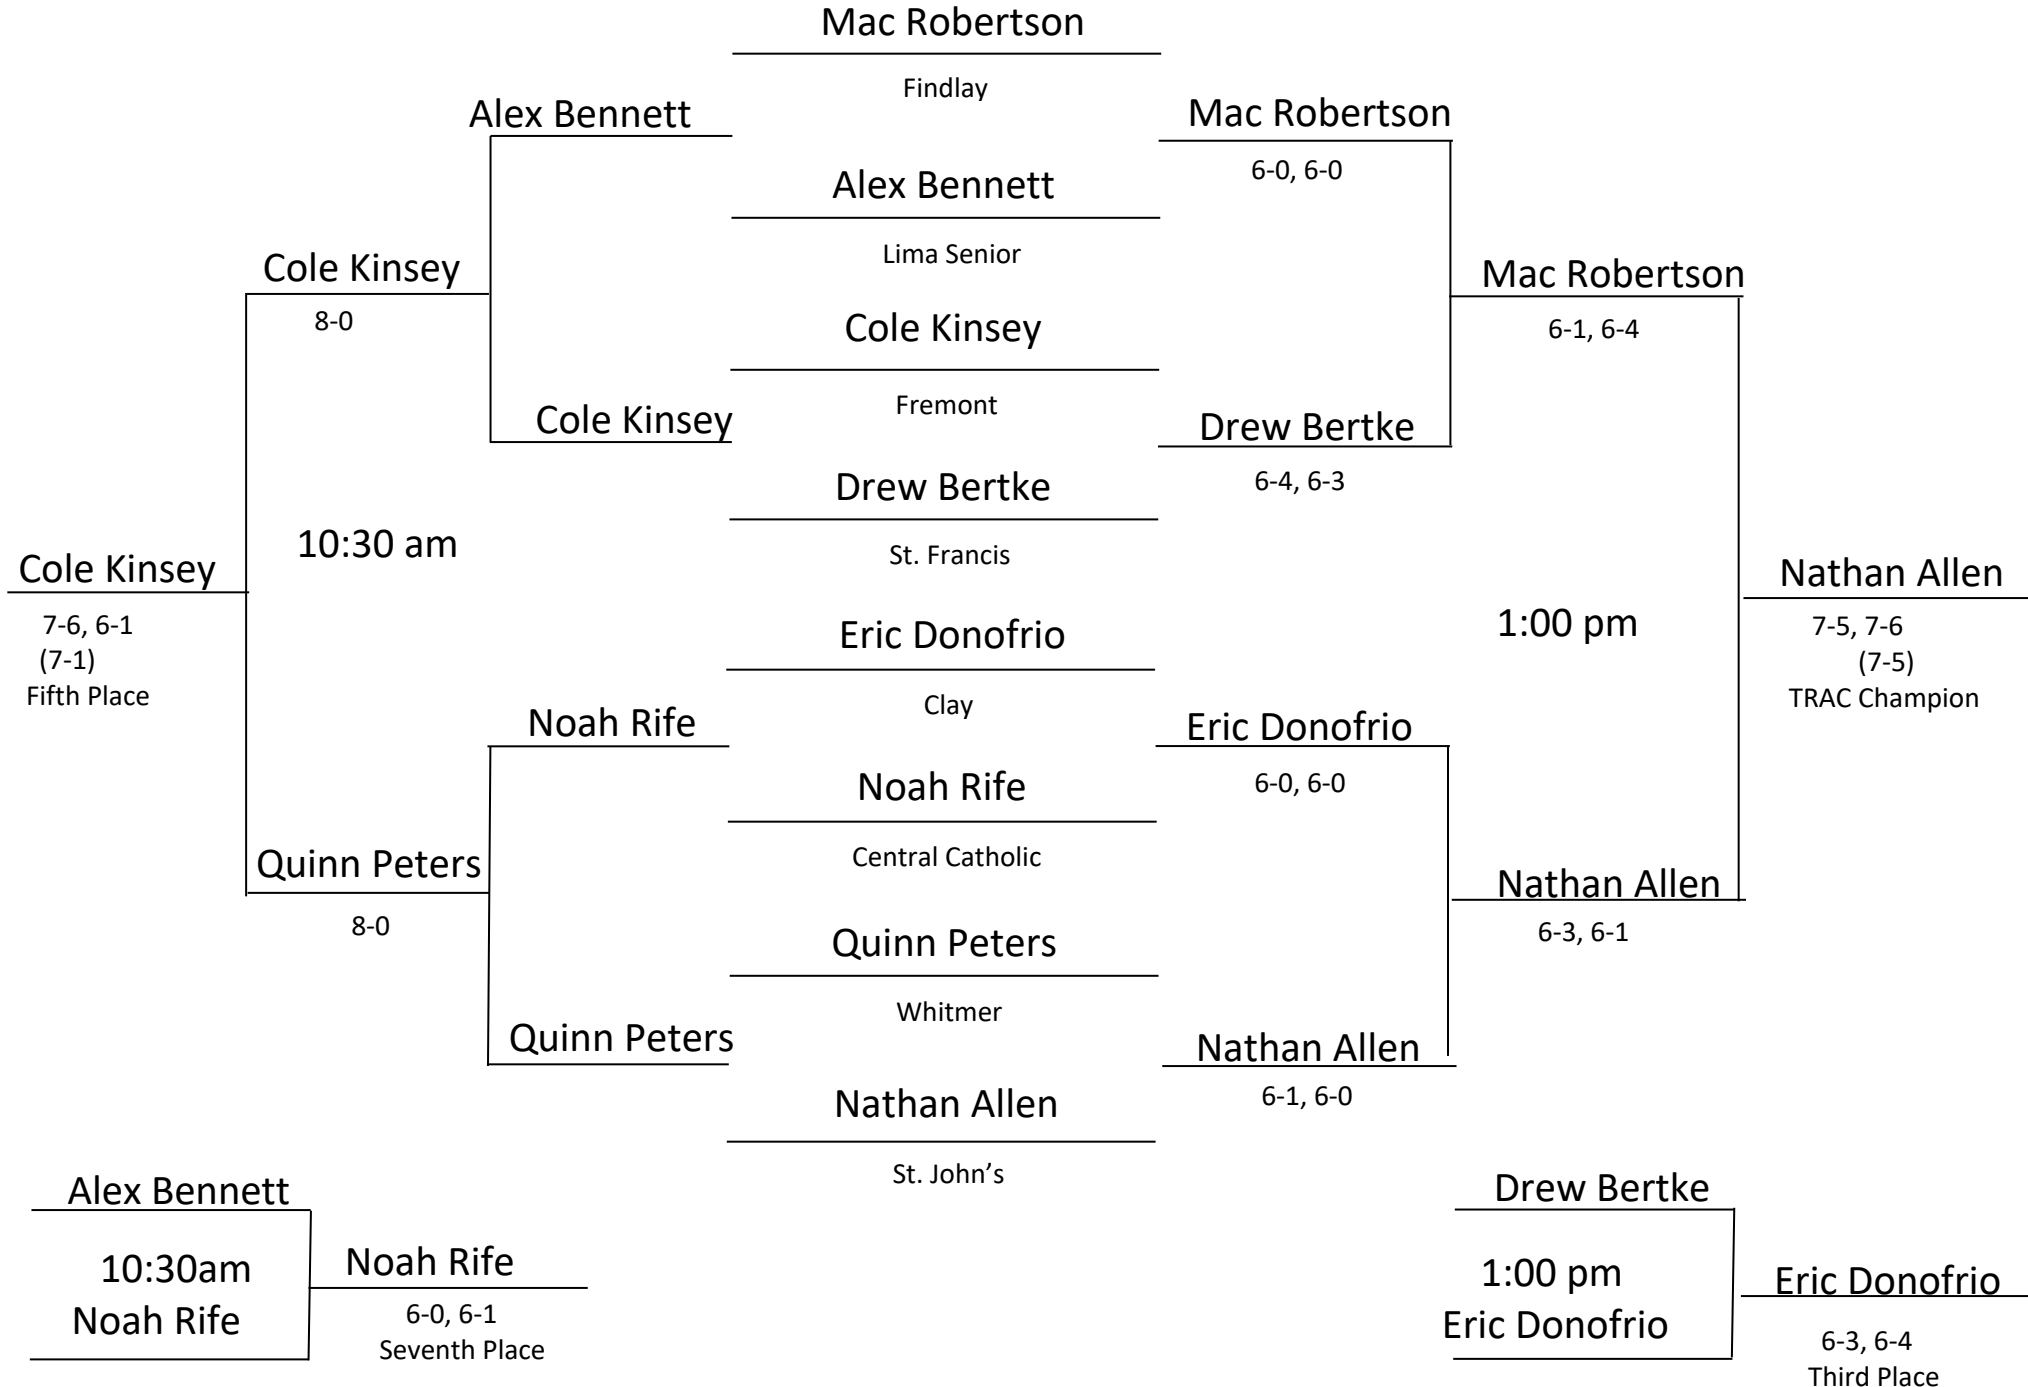 Mac Robertson
Findlay
Alex Bennett
Mac Robertson
6-0, 6-0
Alex Bennett
Lima Senior
Cole Kinsey
8-0
Mac Robertson
6-1, 6-4
Cole Kinsey
Fremont
Cole Kinsey
Drew Bertke
6-4, 6-3
Drew Bertke
St. Francis
10:30 am
Cole Kinsey
7-6, 6-1
(7-1)
Fifth Place
1:00 pm
Nathan Allen
7-5, 7-6
(7-5)
TRAC Champion
Eric Donofrio
Clay
Noah Rife
Eric Donofrio
6-0, 6-0
Noah Rife
Central Catholic
Quinn Peters
8-0
Nathan Allen
6-3, 6-1
Quinn Peters
Whitmer
Quinn Peters
Nathan Allen
6-1, 6-0
Nathan Allen
St. John’s
Alex Bennett
10:30am
Noah Rife
Noah Rife
6-0, 6-1
Seventh Place
Drew Bertke
1:00 pm
Eric Donofrio
Eric Donofrio
6-3, 6-4
Third Place